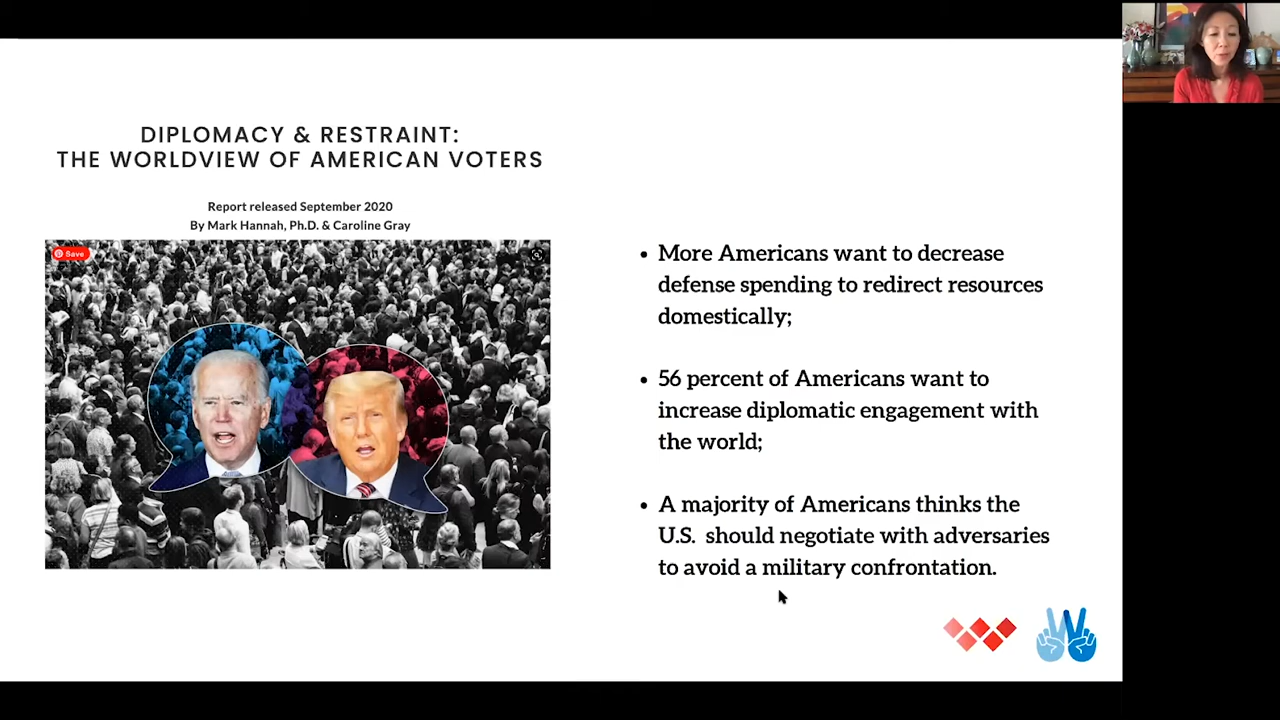 DIPLOMACY & RESTRAINT:
THE WORLDVIEW OF AMERICAN VOTERS
Report released September 2020
By Mark Hannah, Ph.D. & Caroline Gray
Save
• More Americans want to decrease
defense spending to redirect resources
domestically;
• 56 percent of Americans want to
increase diplomatic engagement with
the world;
• A majority of Americans thinks the
U.S. should negotiate with adversaries
to avoid a military confrontation.